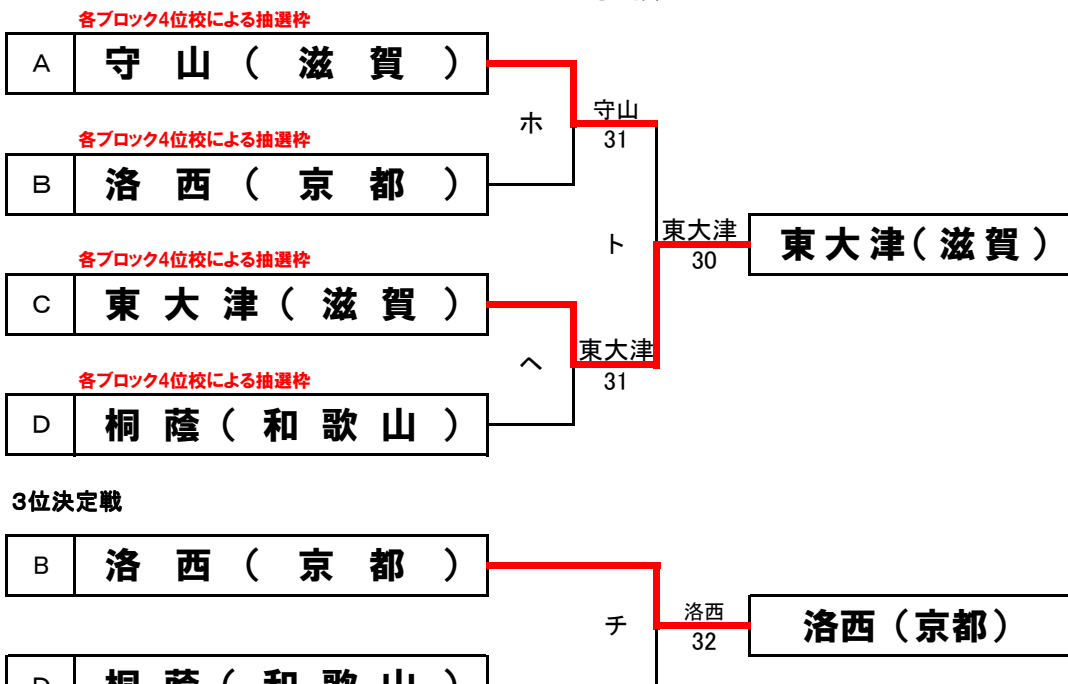 各ブロック4位校による抽選枠
A 守山(滋賀)
ホ
守山
31
各ブロック4位校による抽選枠
B 洛西(京都)
ト
東大津
30
東大津(滋賀)
各ブロック4位校による抽選枠
C 東大津(滋賀)
ヘ
東大津
31
各ブロック4位校による抽選枠
D 桐蔭(和歌山)
3位決定戦
B 洛西(京都)
チ
洛西
32
洛西(京都)
D 桐蔭(和歌山)